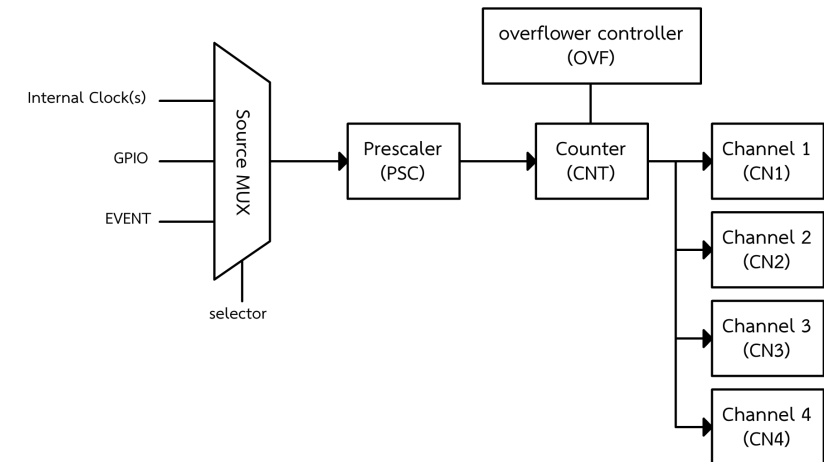 overflower controller
(OVF)
Internal Clock(s)
GPIO
EVENT
Source MUX
selector
Prescaler
(PSC)
Counter
(CNT)
Channel 1
(CN1)
Channel 2
(CN2)
Channel 3
(CN3)
Channel 4
(CN4)